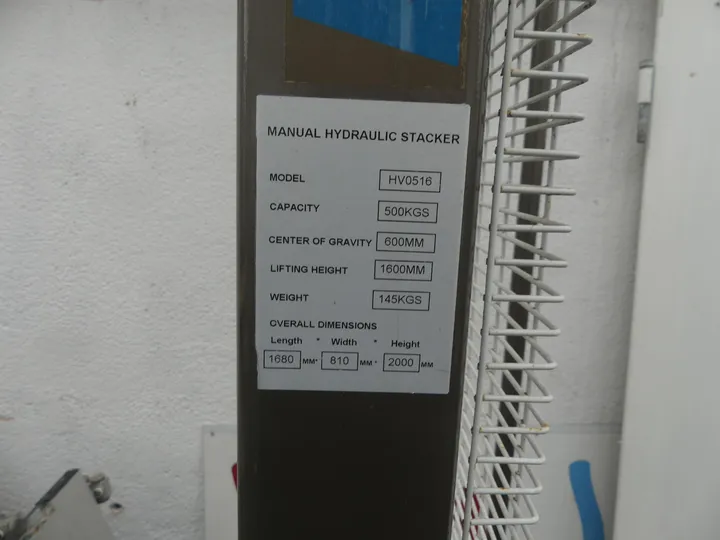 MANUAL HYDRAULIC STACKER
MODEL HV0516
CAPACITY 500KGS
CENTER OF GRAVITY 600MM
LIFTING HEIGHT 1600MM
WEIGHT 145KGS
OVERALL DIMENSIONS
Length * Width * Height
1680 MM* 810 MM* 2000 MM